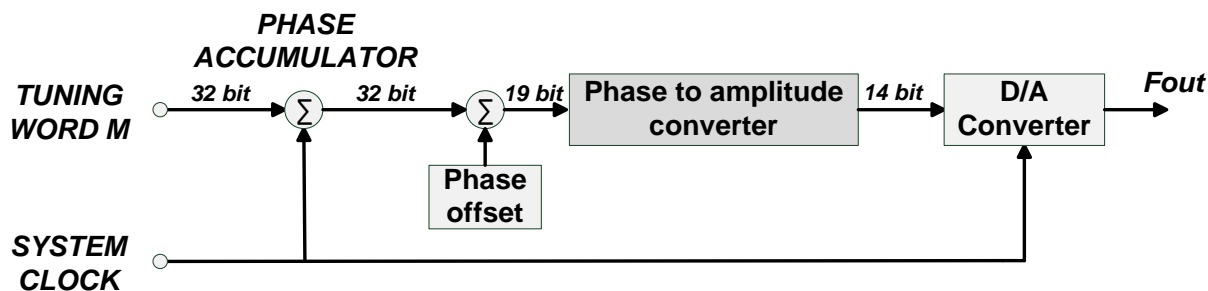 PHASE
ACCUMULATOR
TUNING
WORD M
32 bit
Σ
32 bit
Σ
19 bit
Phase to amplitude
converter
14 bit
D/A
Converter
Fout
Phase
offset
SYSTEM
CLOCK